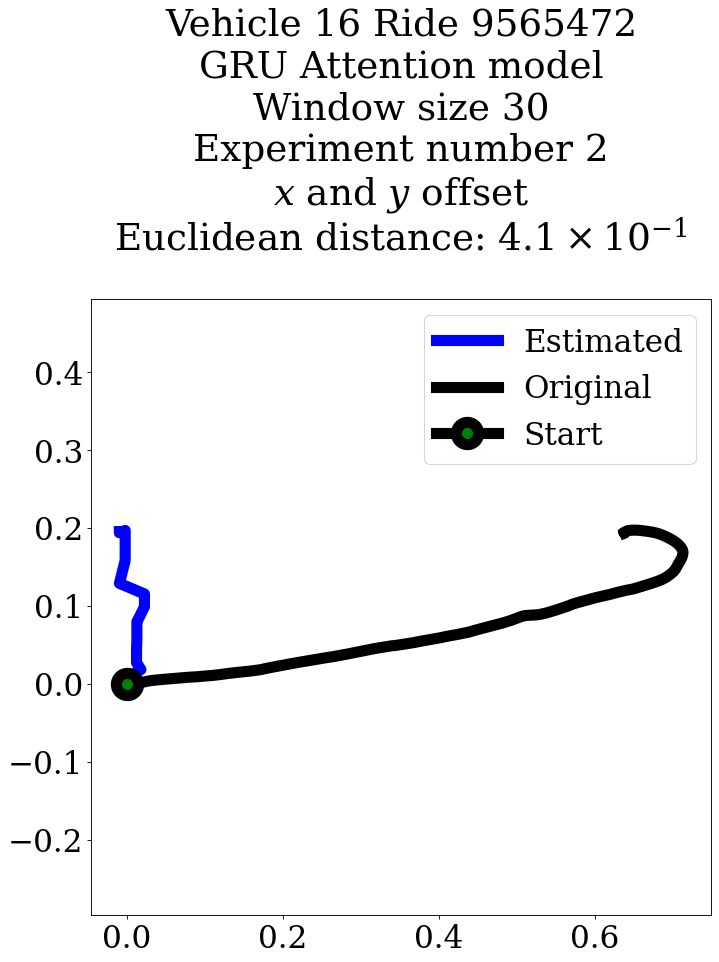 Vehicle 16 Ride 9565472
GRU Attention model
Window size 30
Experiment number 2
x and y offset
Euclidean distance: 4.1 × 10⁻¹
Estimated
Original
Start
0.4
0.3
0.2
0.1
0.0
−0.1
−0.2
0.0 0.2 0.4 0.6